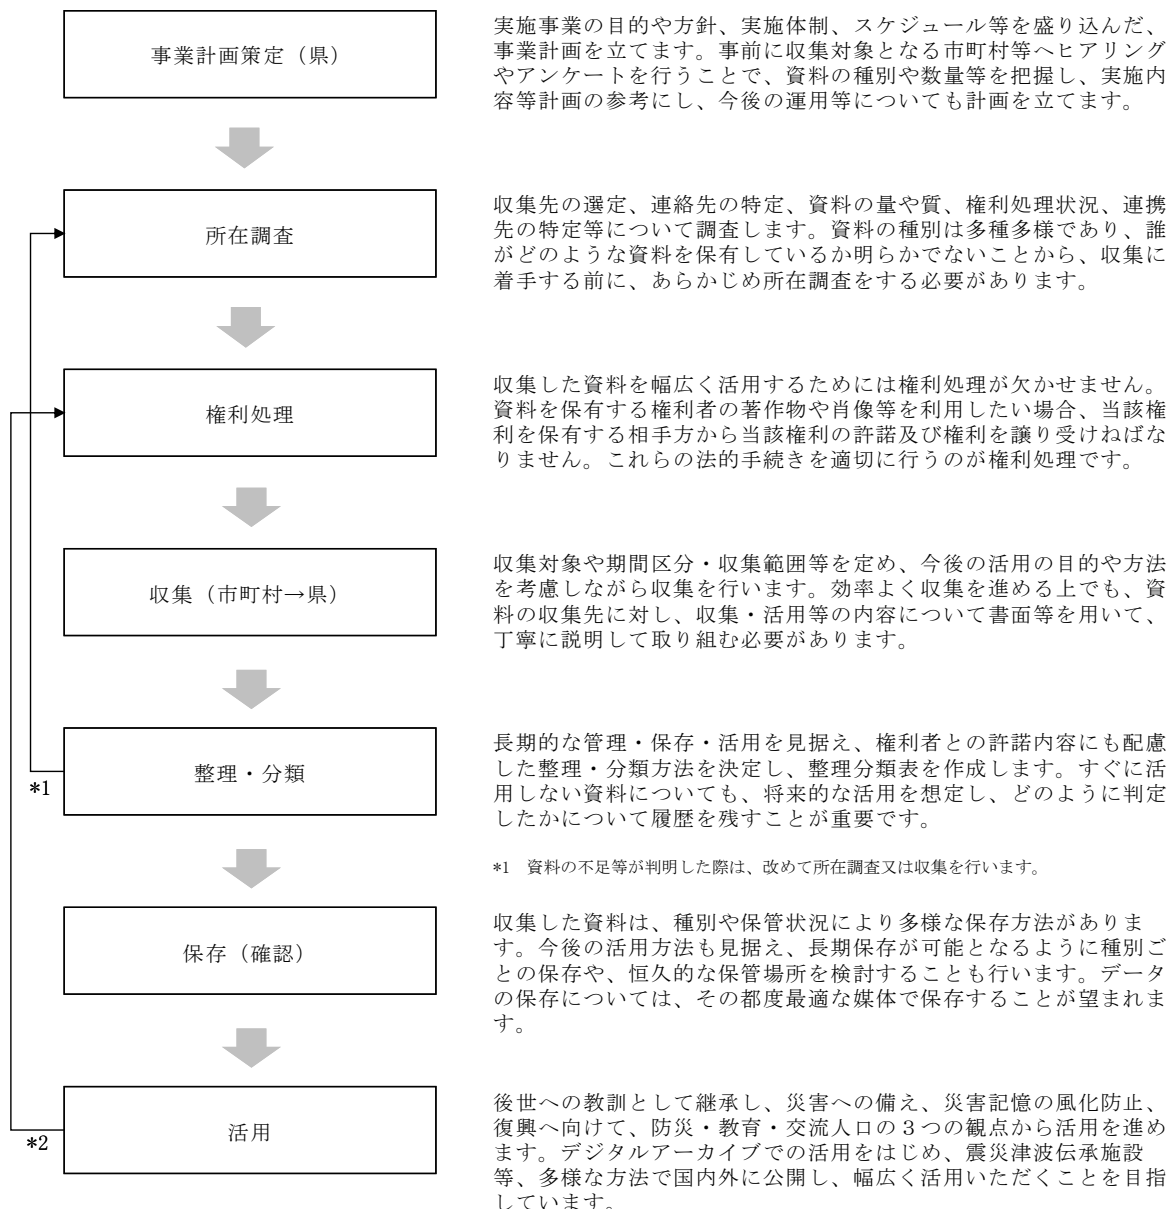 事業計画策定（県）
実施事業の目的や方針、実施体制、スケジュール等を盛り込んだ、
事業計画を立てます。事前に収集対象となる市町村等へヒアリング
やアンケートを行うことで、資料の種別や数量等を把握し、実施内
容等計画の参考にし、今後の運用等についても計画を立てます。
所在調査
収集先の選定、連絡先の特定、資料の量や質、権利処理状況、連携
先の特定等について調査します。資料の種別は多種多様であり、誰
がどのような資料を保有しているか明らかでないことから、収集に
着手する前に、あらかじめ所在調査をする必要があります。
権利処理
収集した資料を幅広く活用するためには権利処理が欠かせません。
資料を保有する権利者の著作物や肖像等を利用したい場合、当該権
利を保有する相手方から当該権利の許諾及び権利を譲り受けねばな
りません。これらの法的手続きを適切に行うのが権利処理です。
収集（市町村→県）
収集対象や期間区分・収集範囲等を定め、今後の活用の目的や方法
を考慮しながら収集を行います。効率よく収集を進める上でも、資
料の収集先に対し、収集・活用等の内容について書面等を用いて、
丁寧に説明して取り組む必要があります。
整理・分類
*1
長期的な管理・保存・活用を見据え、権利者との許諾内容にも配慮
した整理・分類方法を決定し、整理分類表を作成します。すぐに活
用しない資料についても、将来的な活用を想定し、どのように判定
したかについて履歴を残すことが重要です。
*1　資料の不足等が判明した際は、改めて所在調査又は収集を行います。
保存（確認）
収集した資料は、種別や保管状況により多様な保存方法がありま
す。今後の活用方法も見据え、長期保存が可能となるように種別ご
との保存や、恒久的な保管場所を検討することも行います。データ
の保存については、その都度最適な媒体で保存することが望まれま
す。
活用
*2
後世への教訓として継承し、災害への備え、災害記憶の風化防止、
復興へ向けて、防災・教育・交流人口の３つの観点から活用を進め
ます。デジタルアーカイブでの活用をはじめ、震災津波伝承施設
等、多様な方法で国内外に公開し、幅広く活用いただくことを目指
しています。